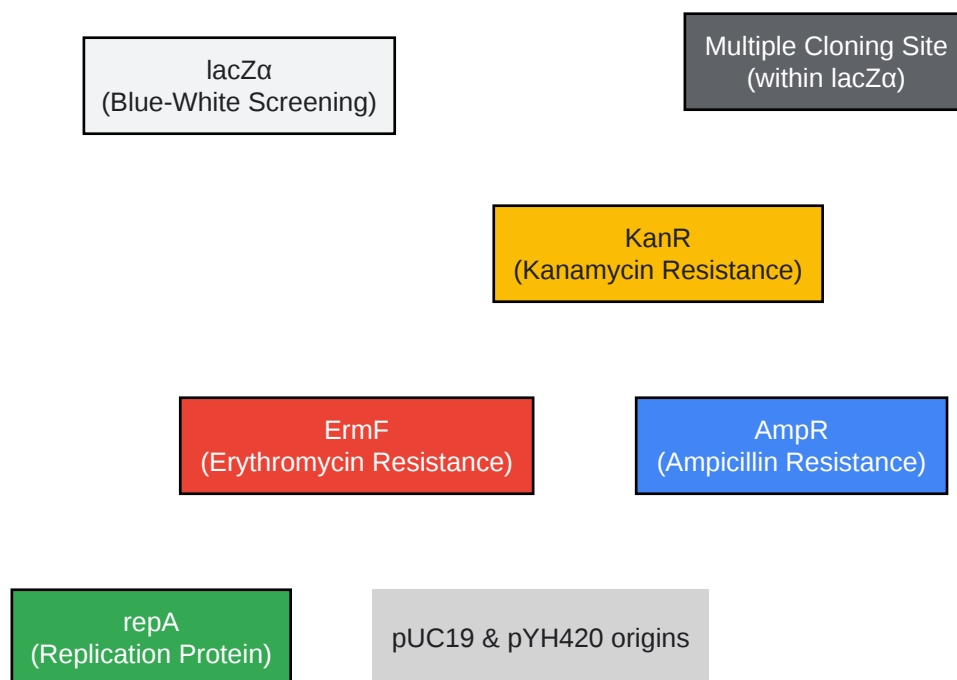 lacZα
(Blue-White Screening)
Multiple Cloning Site
(within lacZα)
KanR
(Kanamycin Resistance)
ErmF
(Erythromycin Resistance)
AmpR
(Ampicillin Resistance)
repA
(Replication Protein)
pUC19 & pYH420 origins